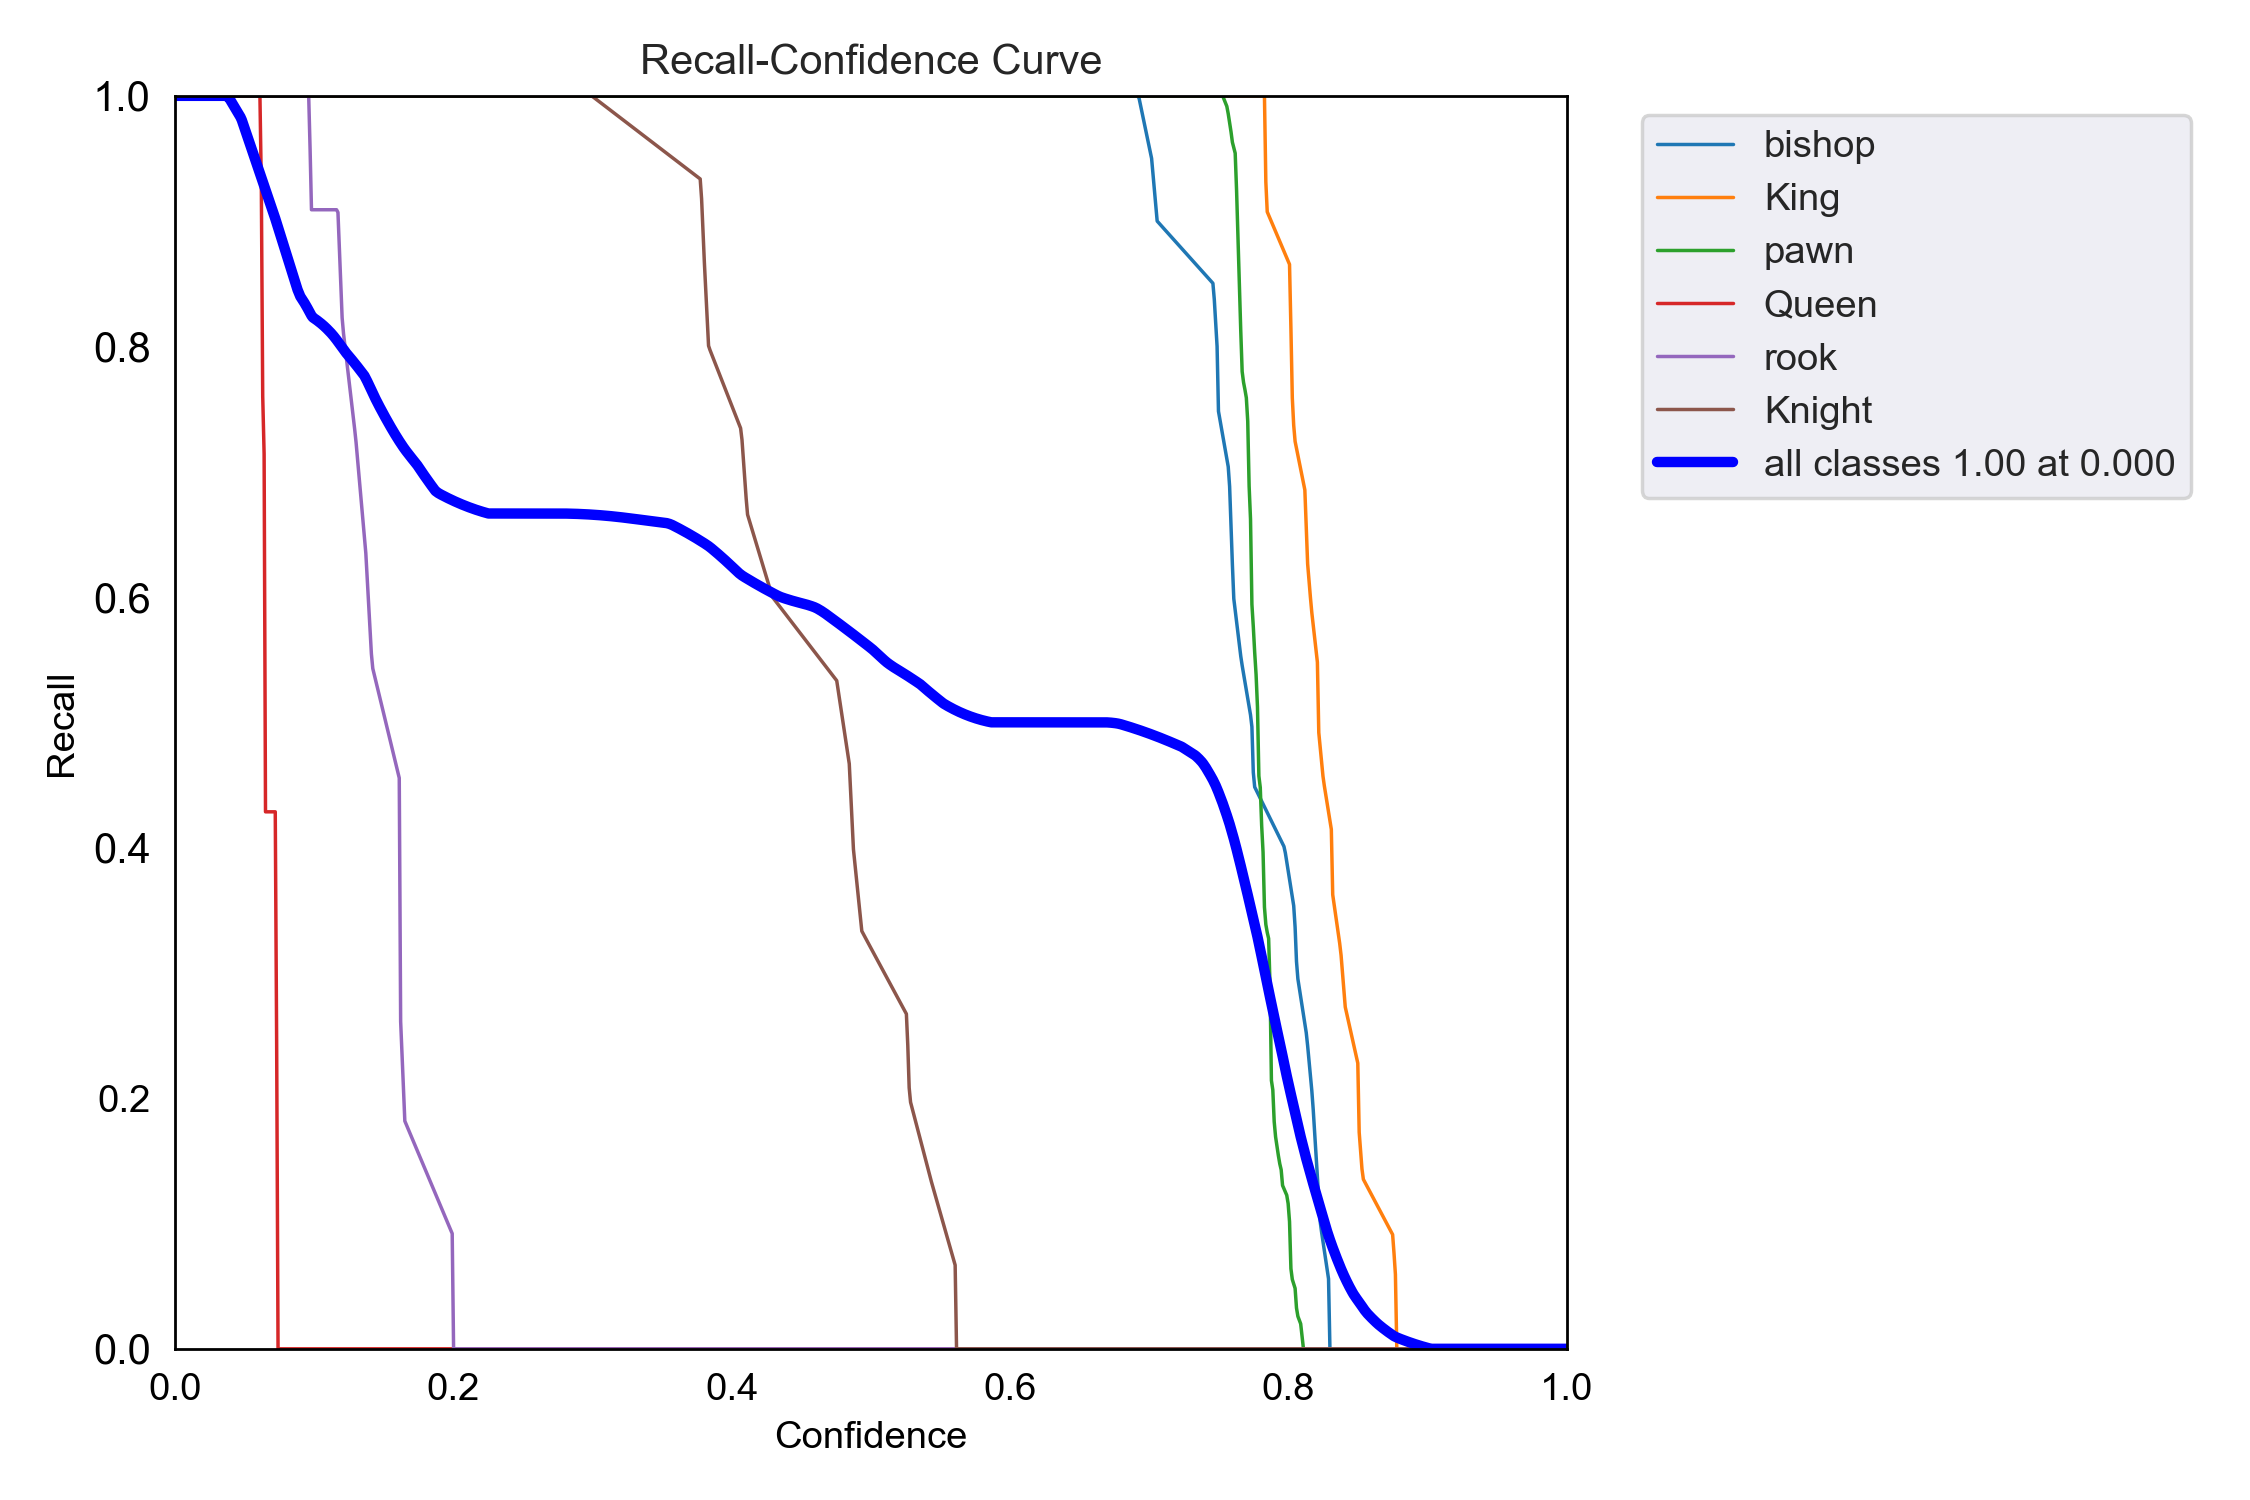 Recall-Confidence Curve
1.0
0.8
0.6
0.4
0.2
0.0
Recall
0.0 0.2 0.4 0.6 0.8 1.0
Confidence
bishop
King
pawn
Queen
rook
Knight
all classes 1.00 at 0.000